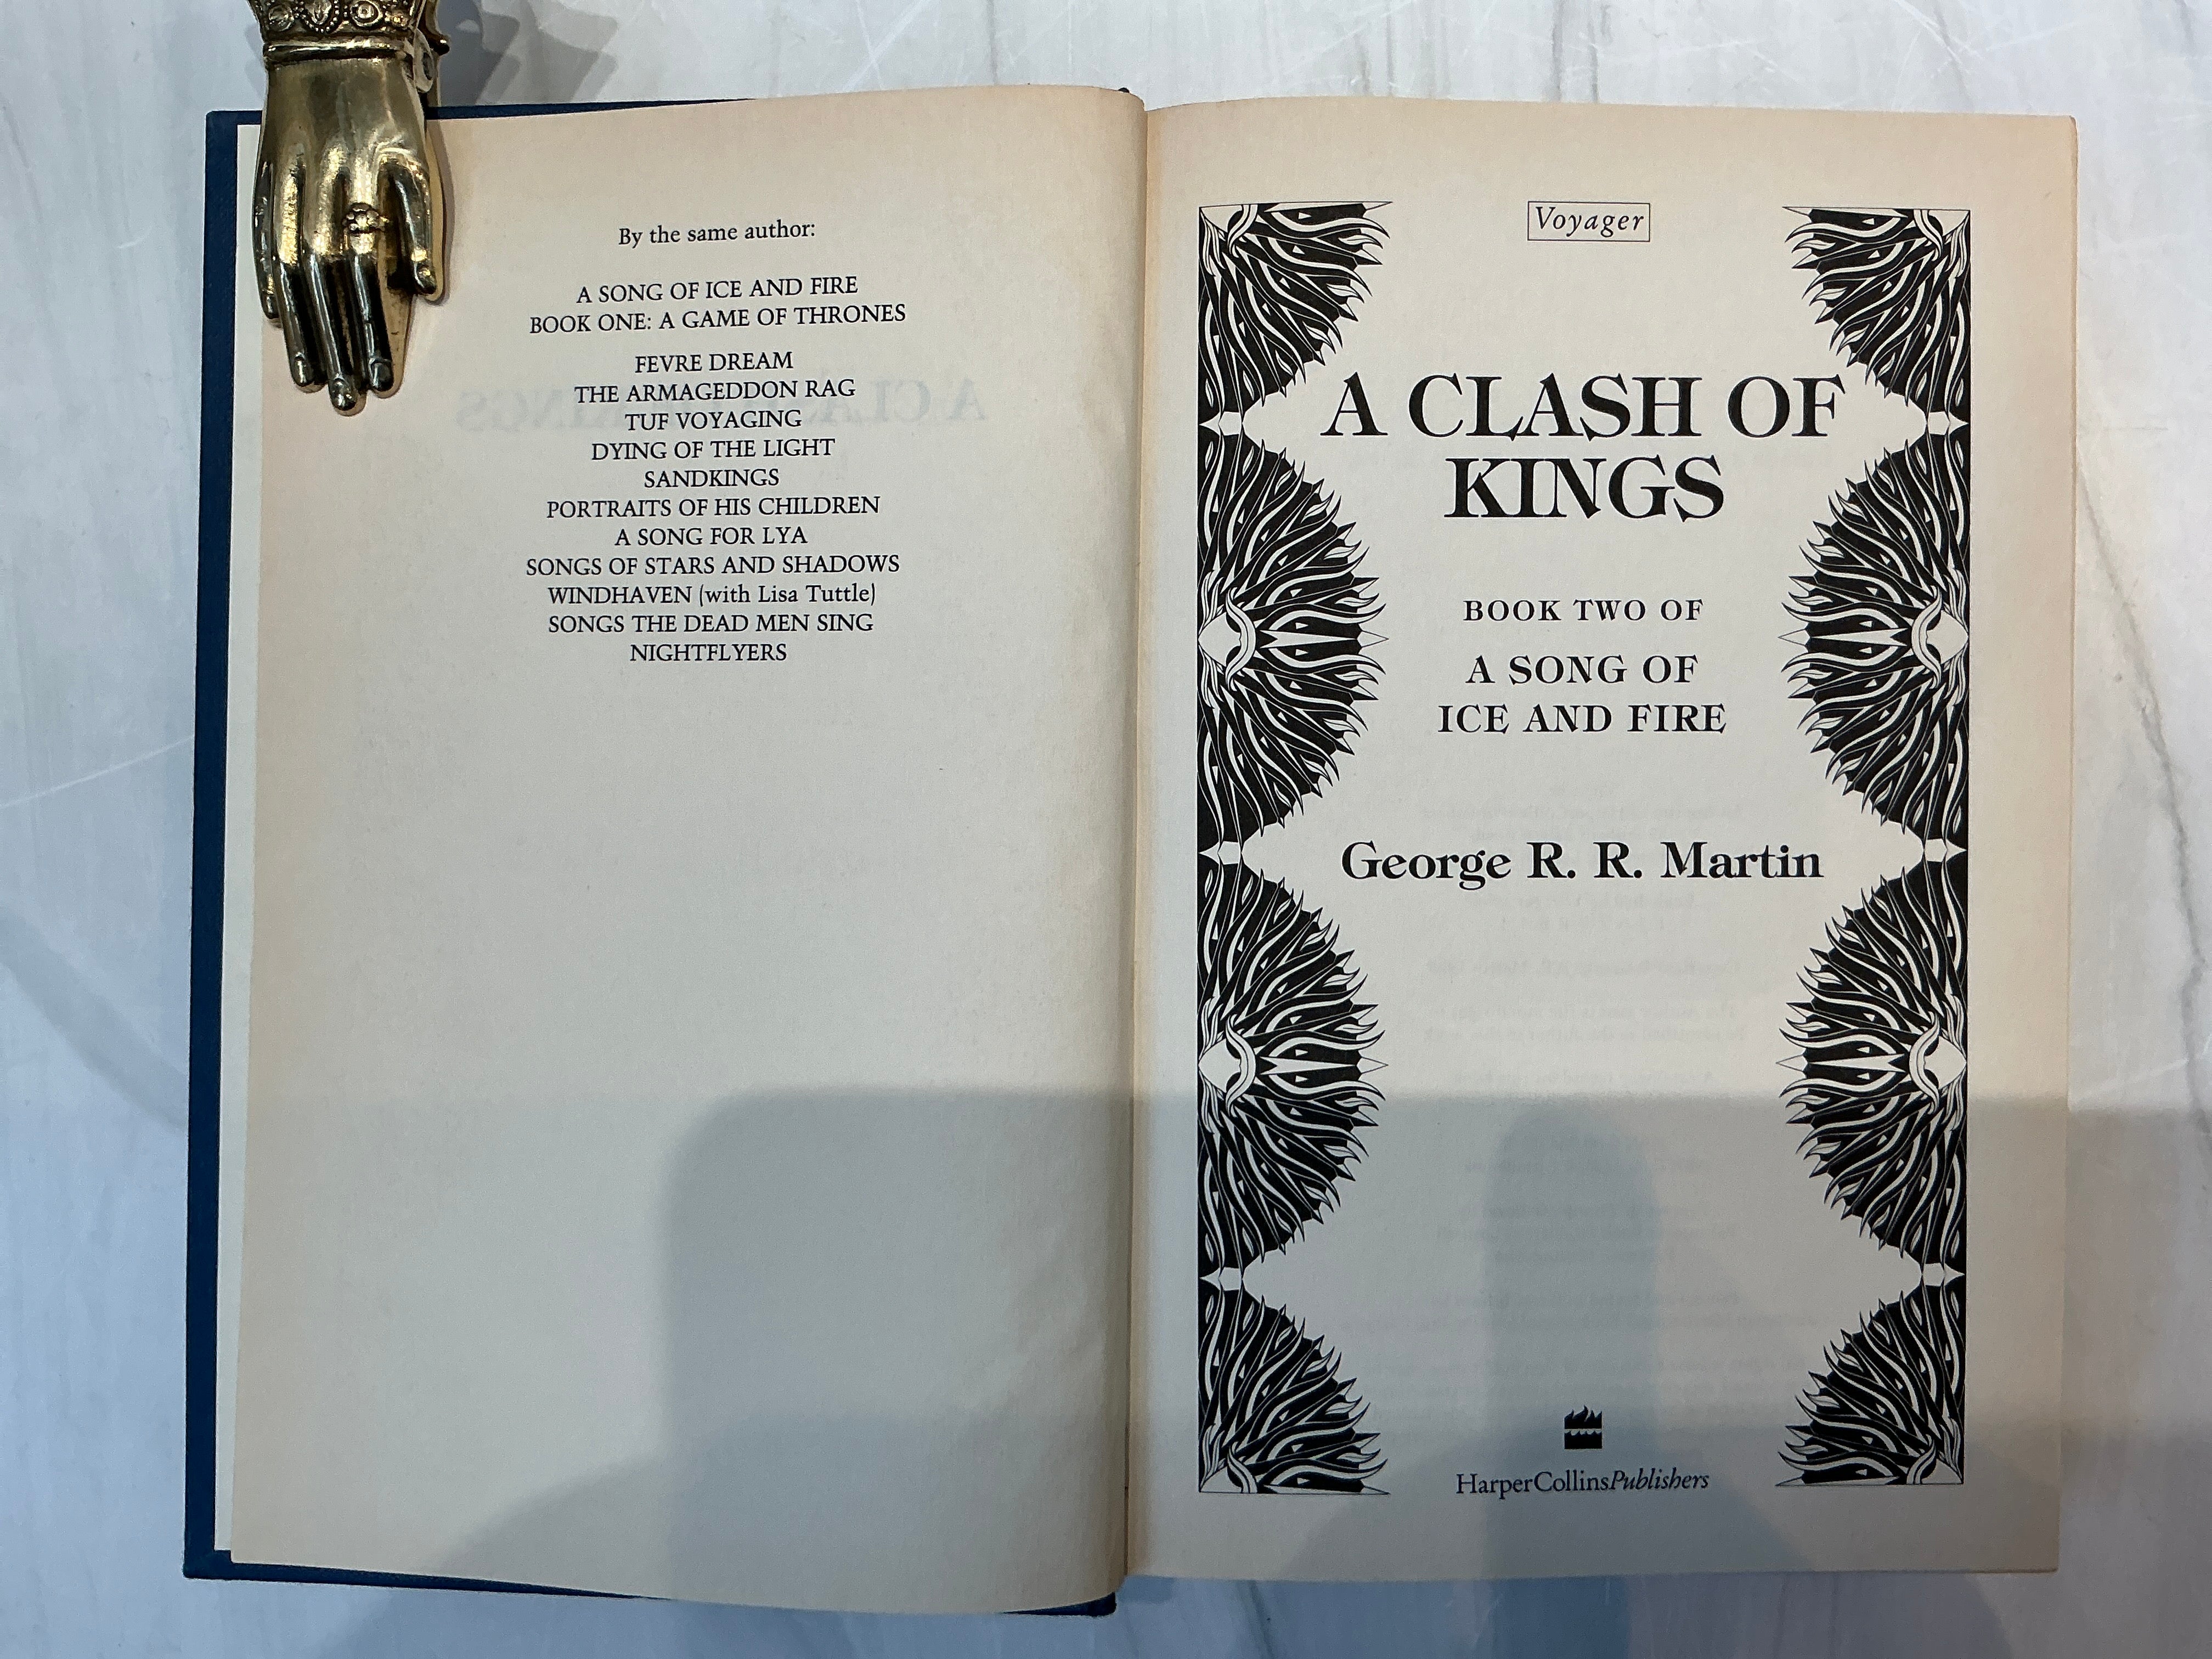 By the same author:
A SONG OF ICE AND FIRE
BOOK ONE: A GAME OF THRONES
FEVRE DREAM
THE ARMAGEDDON RAG
TUF VOYAGING
DYING OF THE LIGHT
SANDKINGS
PORTRAITS OF HIS CHILDREN
A SONG FOR LYA
SONGS OF STARS AND SHADOWS
WINDHAVEN (with Lisa Tuttle)
SONGS THE DEAD MEN SING
NIGHTFLYERS
Voyager
A CLASH OF
KINGS
BOOK TWO OF
A SONG OF
ICE AND FIRE
George R. R. Martin
HarperCollinsPublishers